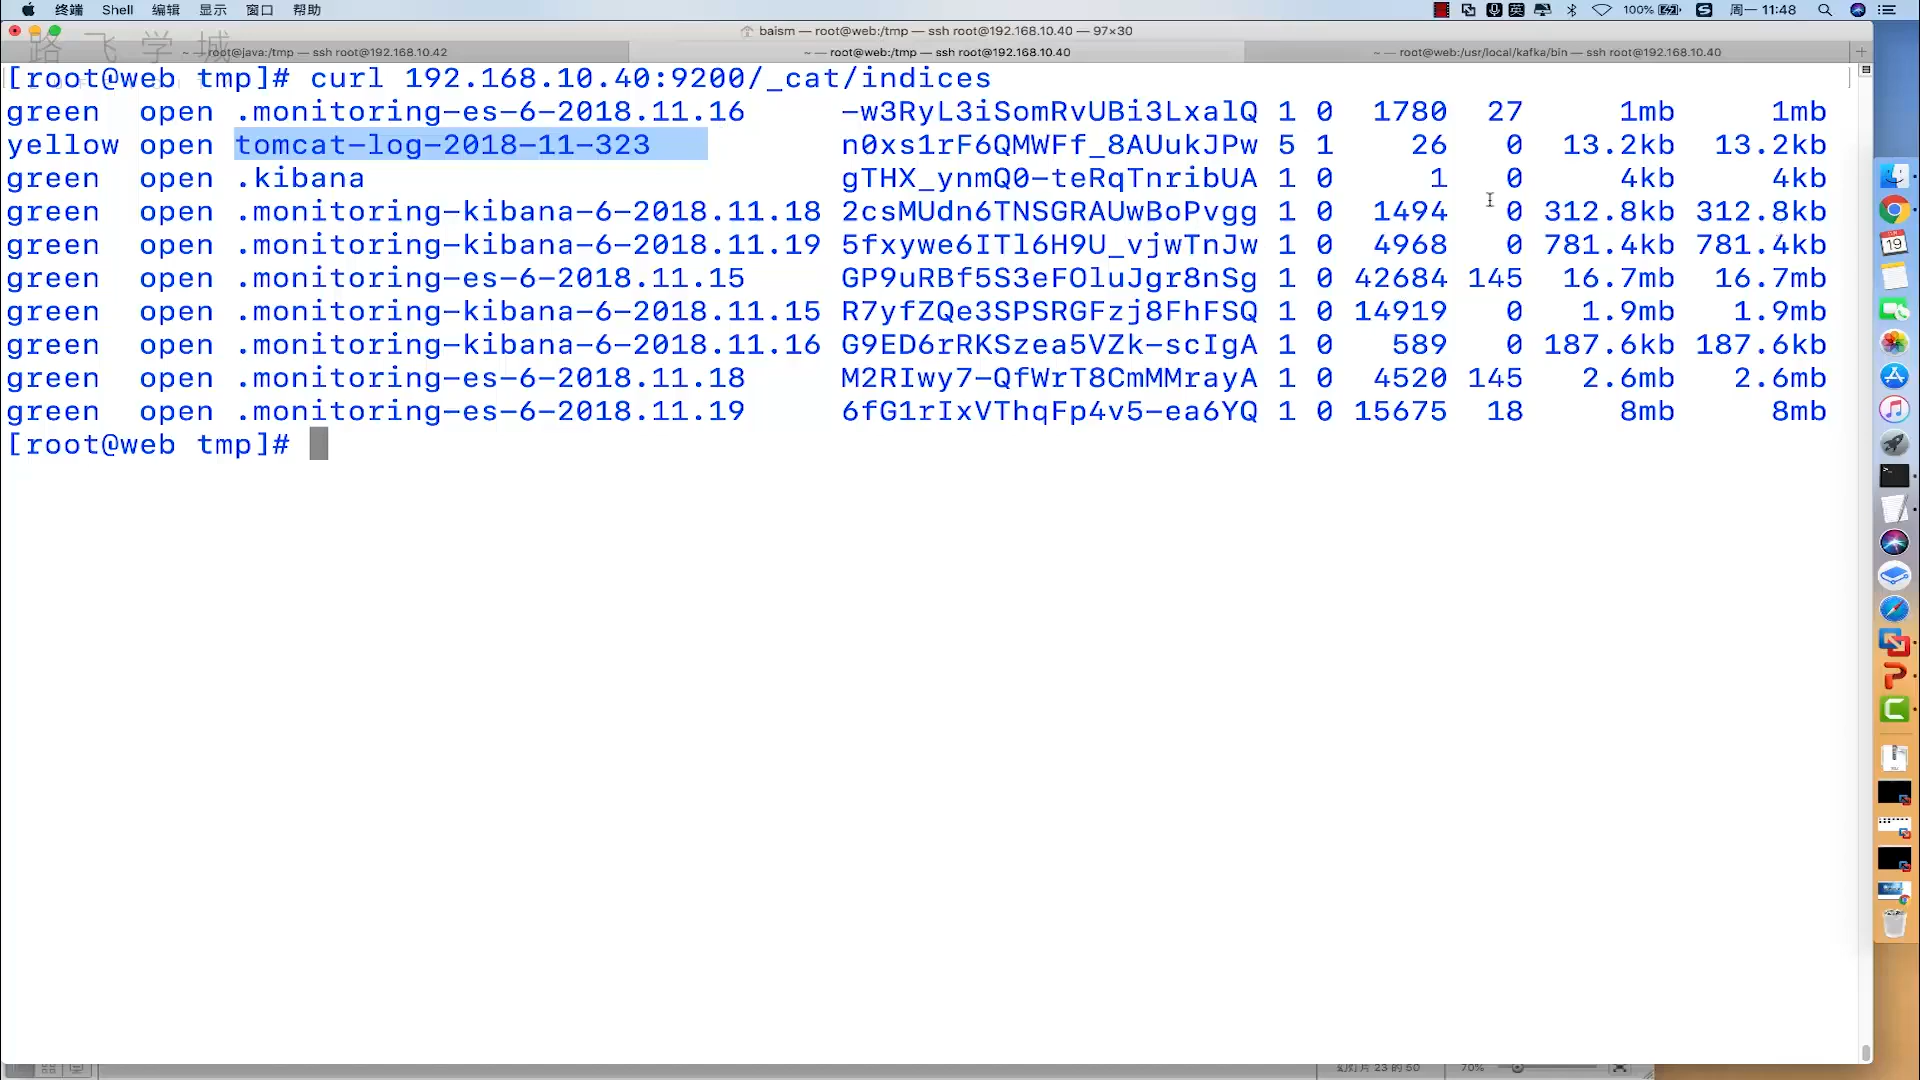 终端 Shell 编辑 显示 窗口 帮助 100% 周一 11:48
baism — root@web:/tmp — ssh root@192.168.10.40 — 97×30
路飞学城
~ — root@java:/tmp — ssh root@192.168.10.42 ~ — root@web:/tmp — ssh root@192.168.10.40 ~ — root@web:/usr/local/kafka/bin — ssh root@192.168.10.40
[root@web tmp]# curl 192.168.10.40:9200/_cat/indices
green open .monitoring-es-6-2018.11.16 -w3RyL3iSomRvUBi3LxalQ 1 0 1780 27 1mb 1mb
yellow open tomcat-log-2018-11-323 n0xs1rF6QMWFf_8AUukJPw 5 1 26 0 13.2kb 13.2kb
green open .kibana gTHX_ynmQ0-teRqTnribUA 1 0 1 0 4kb 4kb
green open .monitoring-kibana-6-2018.11.18 2csMUdn6TNSGRAUwBoPvgg 1 0 1494 0 312.8kb 312.8kb
green open .monitoring-kibana-6-2018.11.19 5fxywe6ITl6H9U_vjwTnJw 1 0 4968 0 781.4kb 781.4kb
green open .monitoring-es-6-2018.11.15 GP9uRBf5S3eFOluJgr8nSg 1 0 42684 145 16.7mb 16.7mb
green open .monitoring-kibana-6-2018.11.15 R7yfZQe3SPSRGFzj8FhFSQ 1 0 14919 0 1.9mb 1.9mb
green open .monitoring-kibana-6-2018.11.16 G9ED6rRKSzea5VZk-scIgA 1 0 589 0 187.6kb 187.6kb
green open .monitoring-es-6-2018.11.18 M2RIwy7-QfWrT8CmMMrayA 1 0 4520 145 2.6mb 2.6mb
green open .monitoring-es-6-2018.11.19 6fG1rIxVThqFp4v5-ea6YQ 1 0 15675 18 8mb 8mb
[root@web tmp]#
幻灯片 23 的 50 70%